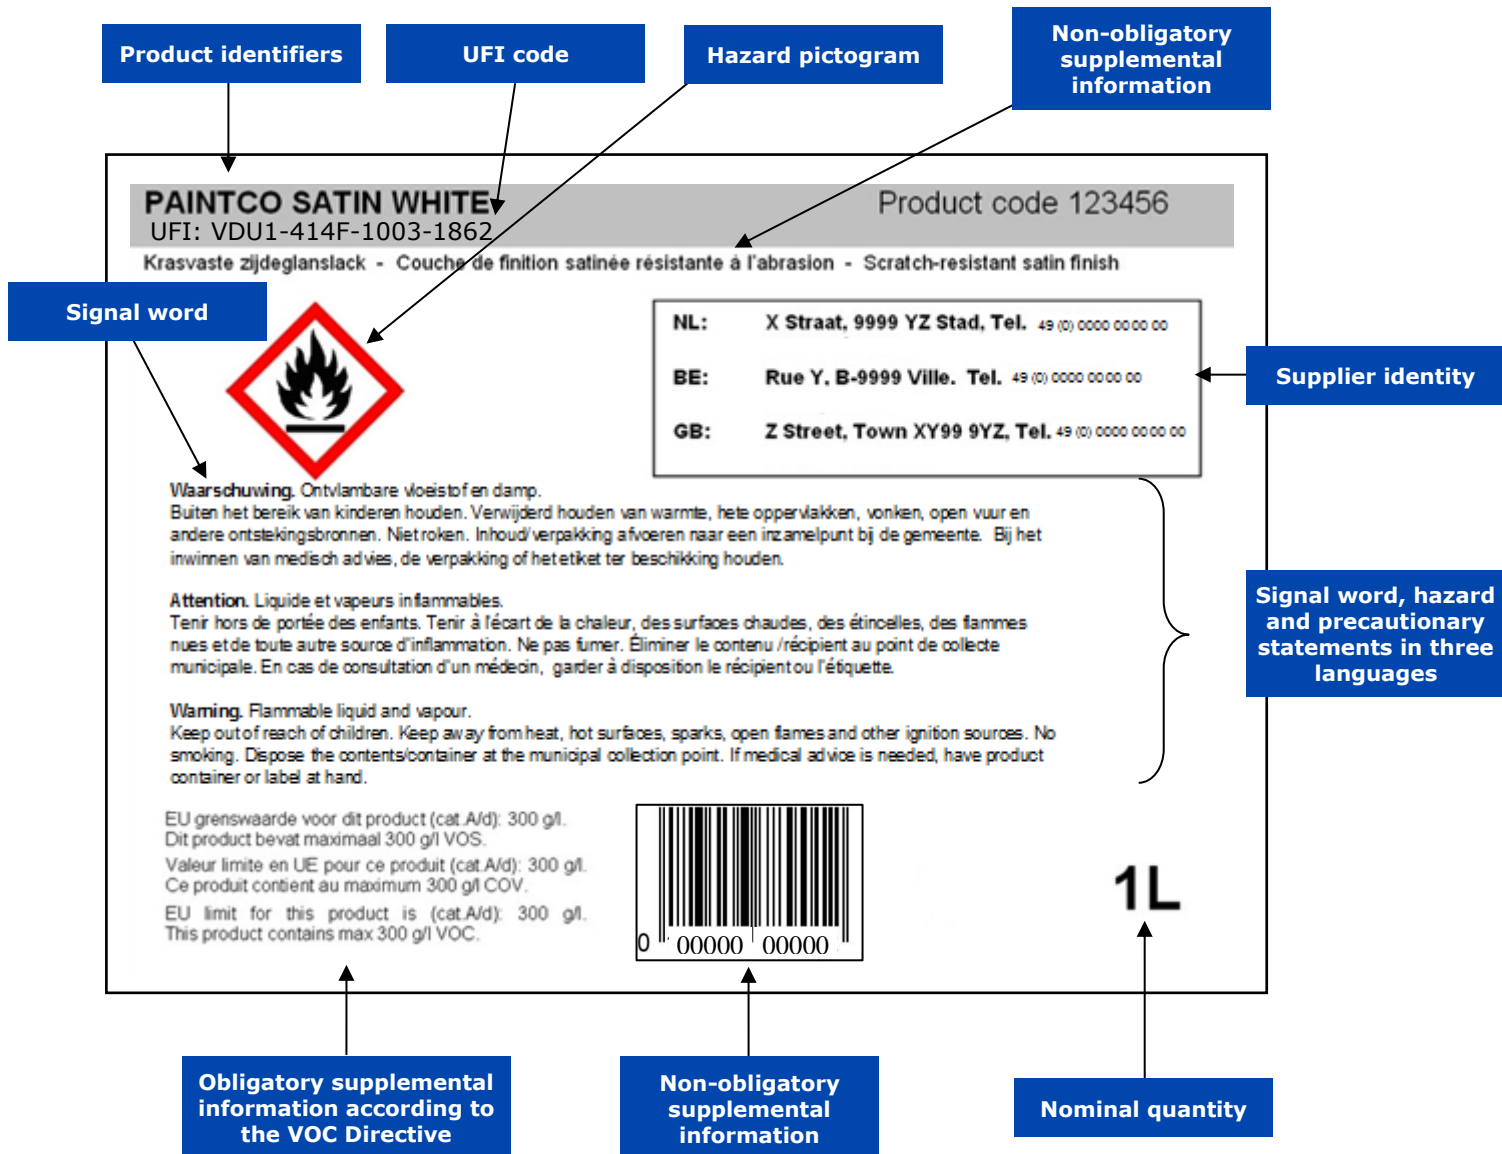 Product identifiers
UFI code
Hazard pictogram
Non-obligatory
supplemental
information
PAINTCO SATIN WHITE
Product code 123456
UFI: VDU1-414F-1003-1862
Krasvaste zijdeglanslack - Couche de finition satinée résistante à l'abrasion - Scratch-resistant satin finish
Signal word
NL: X Straat, 9999 YZ Stad, Tel. 49 (0) 0000 00 00 00
BE: Rue Y, B-9999 Ville. Tel. 49 (0) 0000 00 00 00
GB: Z Street, Town XY99 9YZ, Tel. 49 (0) 0000 00 00 00
Supplier identity
Waarschuwing. Ontvlambare vloeistof en damp.
Buiten het bereik van kinderen houden. Verwijderd houden van warmte, hete oppervlakken, vonken, open vuur en
andere ontstekingsbronnen. Niet roken. Inhoud/verpakking afvoeren naar een inzamelpunt bij de gemeente. Bij het
inwinnen van medisch advies, de verpakking of het etiket ter beschikking houden.
Attention. Liquide et vapeurs inflammables.
Tenir hors de portée des enfants. Tenir à l'écart de la chaleur, des surfaces chaudes, des étincelles, des flammes
nues et de toute autre source d'inflammation. Ne pas fumer. Éliminer le contenu /récipient au point de collecte
municipale. En cas de consultation d'un médecin, garder à disposition le récipient ou l'étiquette.
Warning. Flammable liquid and vapour.
Keep out of reach of children. Keep away from heat, hot surfaces, sparks, open flames and other ignition sources. No
smoking. Dispose the contents/container at the municipal collection point. If medical advice is needed, have product
container or label at hand.
Signal word, hazard
and precautionary
statements in three
languages
EU grenswaarde voor dit product (cat.A/d): 300 g/l.
Dit product bevat maximaal 300 g/l VOS.
Valeur limite en UE pour ce produit (cat.A/d): 300 g/l.
Ce produit contient au maximum 300 g/l COV.
EU limit for this product is (cat.A/d): 300 g/l.
This product contains max 300 g/l VOC.
0 00000 00000
1L
Obligatory supplemental
information according to
the VOC Directive
Non-obligatory
supplemental
information
Nominal quantity